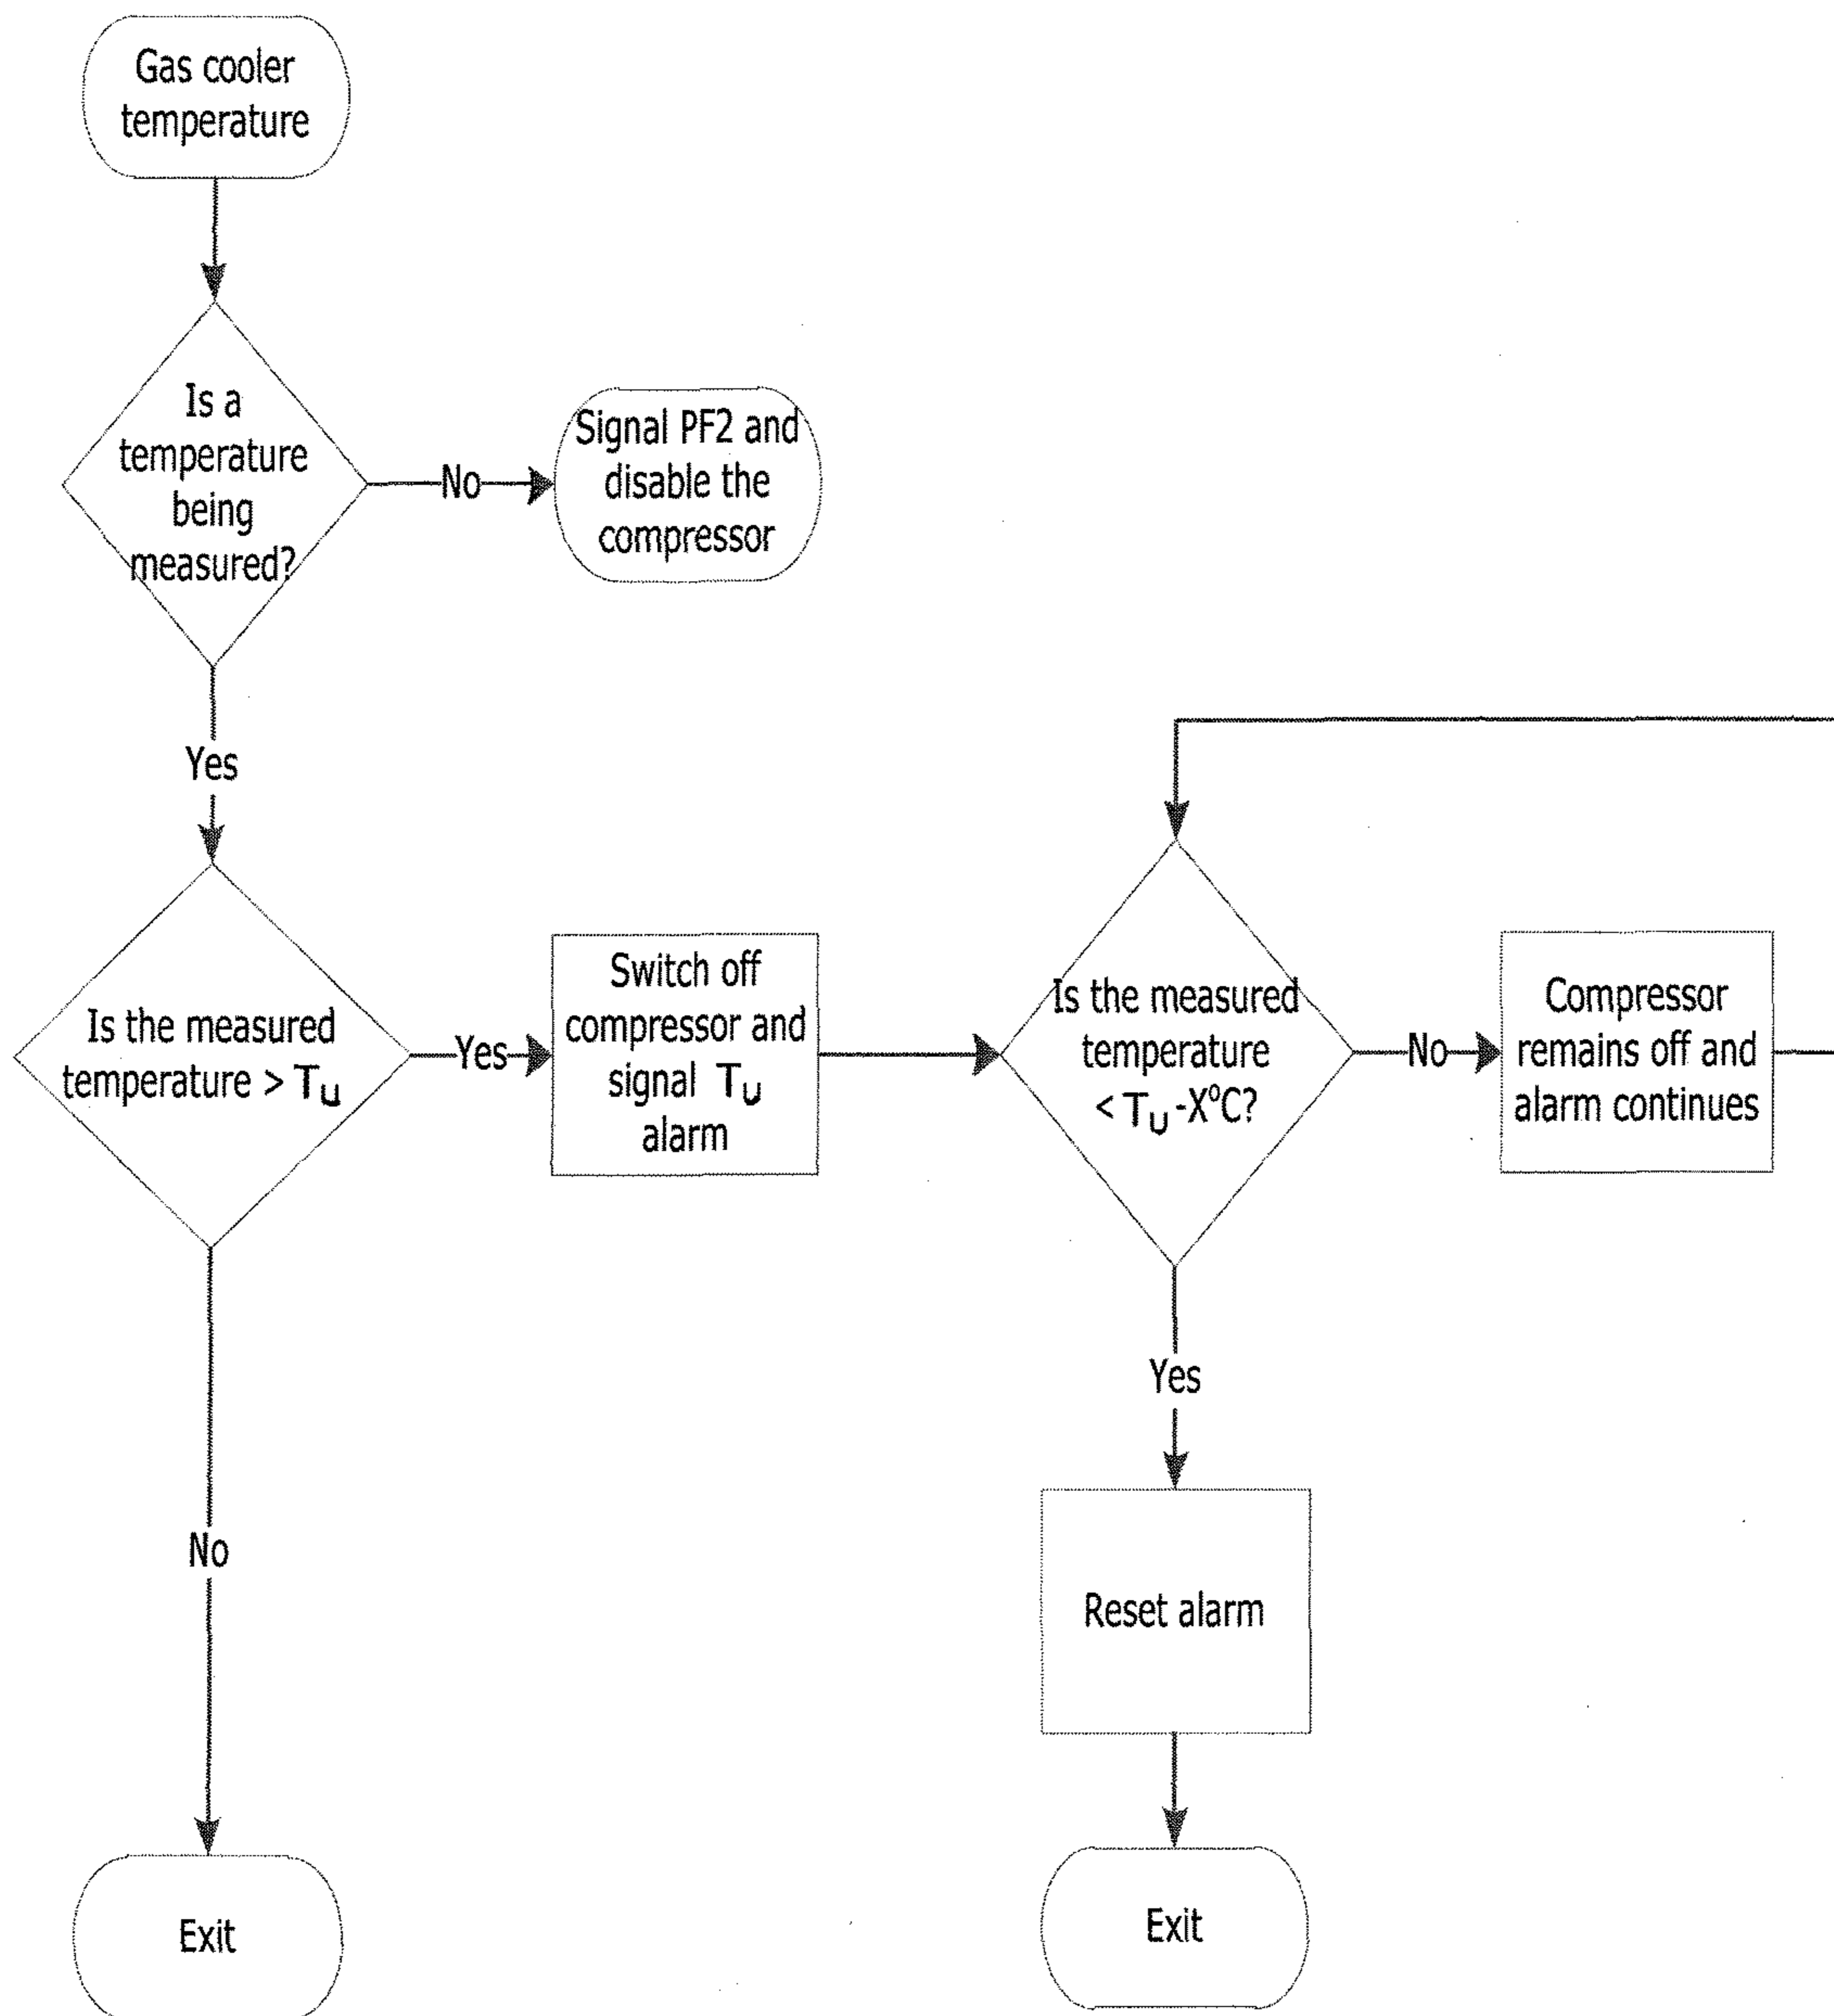 Gas cooler
temperature
Is a
temperature
being
measured?
No
Signal PF2 and
disable the
compressor
Yes
Is the measured
temperature > Tu
Yes
Switch off
compressor and
signal Tu
alarm
Is the measured
temperature
< Tu-X°C?
No
Compressor
remains off and
alarm continues
Yes
Reset alarm
No
Exit
Exit